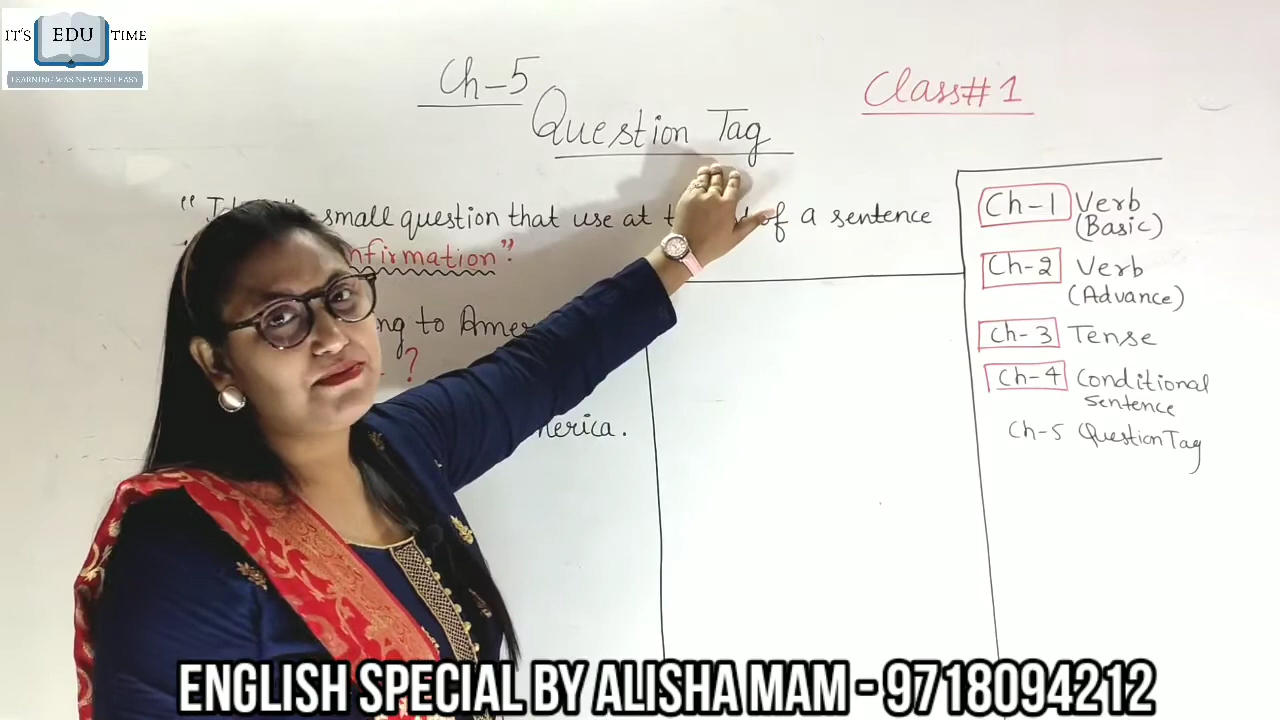 IT'S EDU TIME
LEARNING WAS NEVER SO EASY
Ch-5
Question Tag
Class#1
small question that use at of a sentence
nfirmation"
ng to Amer
?
merica.
Ch-1 Verb
(Basic)
Ch-2 Verb
(Advance)
Ch-3 Tense
Ch-4 Conditional
sentence
Ch-5 Question Tag
ENGLISH SPECIAL BY ALISHA MAM - 9718094212